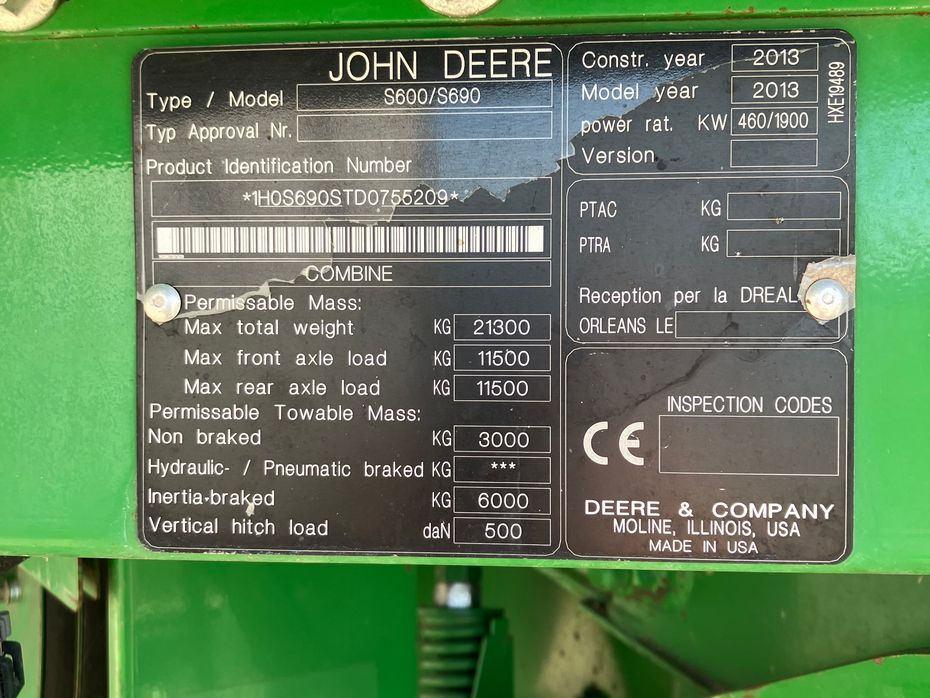 JOHN DEERE
Type / Model S600/S690
Typ Approval Nr.
Product Identification Number
*1H0S690STD0755209*
COMBINE
Permissable Mass:
Max total weight KG 21300
Max front axle load KG 11500
Max rear axle load KG 11500
Permissable Towable Mass:
Non braked KG 3000
Hydraulic- / Pneumatic braked KG ***
Inertia-braked KG 6000
Vertical hitch load daN 500
Constr. year 2013
Model year 2013
power rat. KW 460/1900
Version
HXE19489
PTAC KG
PTRA KG
Reception per la DREAL
ORLEANS LE
INSPECTION CODES
CE
DEERE & COMPANY
MOLINE, ILLINOIS, USA
MADE IN USA